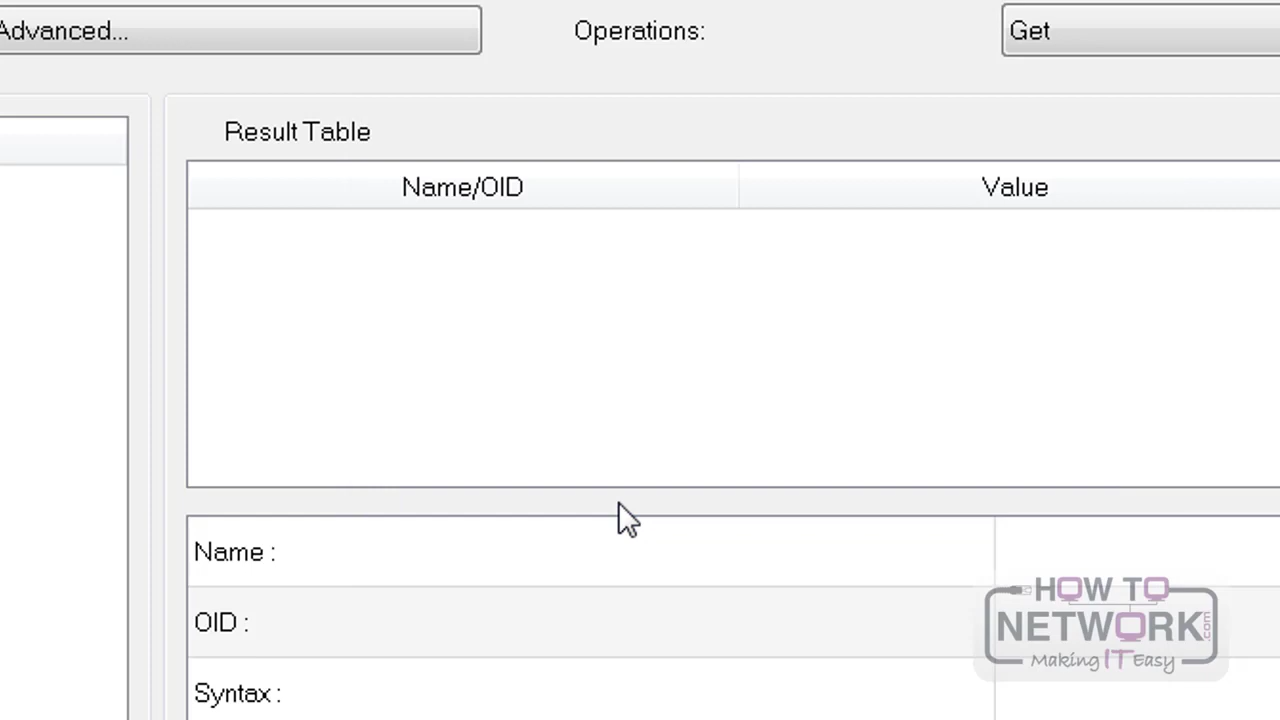 Advanced...
Operations:
Get
Result Table
Name/OID
Value
Name :
OID :
Syntax :
HOW TO
NETWORK.com
Making IT Easy